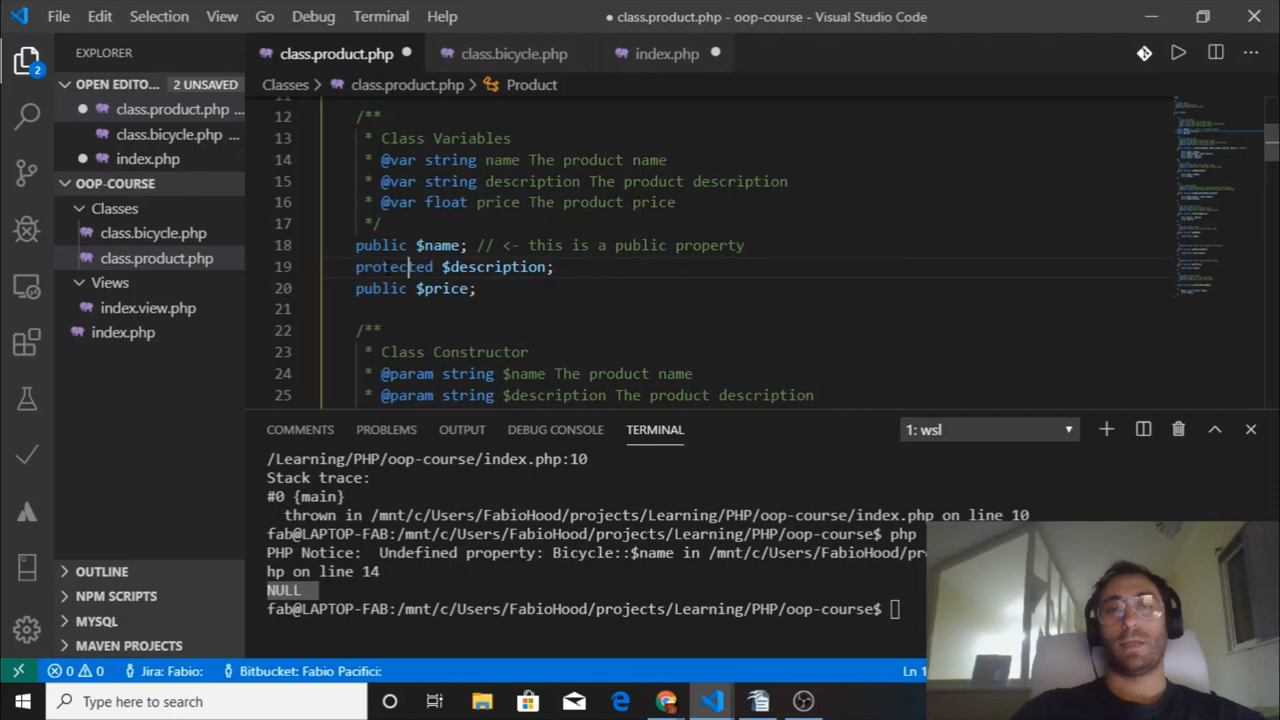 File Edit Selection View Go Debug Terminal Help
● class.product.php - oop-course - Visual Studio Code
EXPLORER
class.product.php
class.bicycle.php
index.php
OPEN EDITO... 2 UNSAVED
class.product.php ...
class.bicycle.php ...
index.php
OOP-COURSE
Classes
class.bicycle.php
class.product.php
Views
index.view.php
index.php
OUTLINE
NPM SCRIPTS
MYSQL
MAVEN PROJECTS
2
Classes > class.product.php > Product
11
12 /**
13 * Class Variables
14 * @var string name The product name
15 * @var string description The product description
16 * @var float price The product price
17 */
18 public $name; // <- this is a public property
19 protected $description;
20 public $price;
21
22 /**
23 * Class Constructor
24 * @param string $name The product name
25 * @param string $description The product description
COMMENTS PROBLEMS OUTPUT DEBUG CONSOLE TERMINAL
1: wsl
/Learning/PHP/oop-course/index.php:10
Stack trace:
#0 {main}
thrown in /mnt/c/Users/FabioHood/projects/Learning/PHP/oop-course/index.php on line 10
fab@LAPTOP-FAB:/mnt/c/Users/FabioHood/projects/Learning/PHP/oop-course$ php
PHP Notice: Undefined property: Bicycle::$name in /mnt/c/Users/FabioHood/pro
hp on line 14
NULL
fab@LAPTOP-FAB:/mnt/c/Users/FabioHood/projects/Learning/PHP/oop-course$
0 0 Jira: Fabio: Bitbucket: Fabio Pacifici: Ln 1
Type here to search